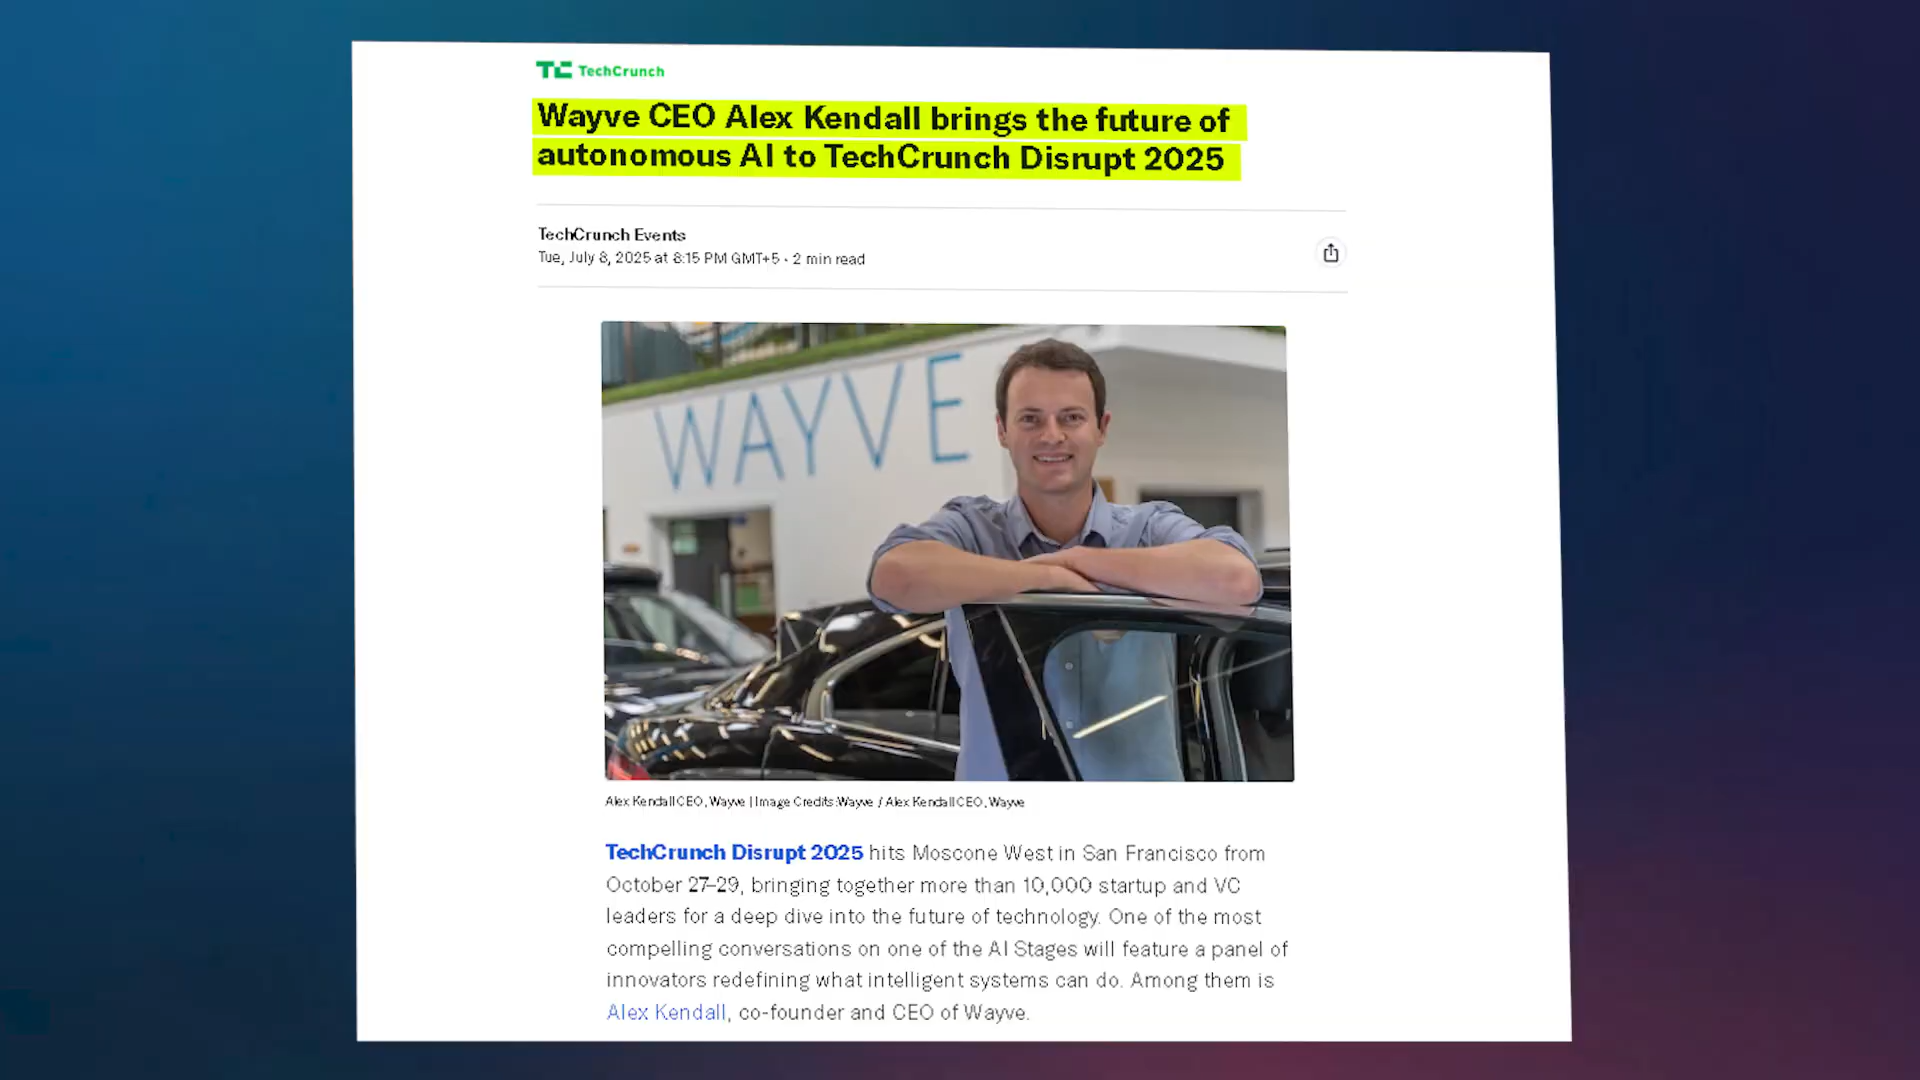 TC TechCrunch
Wayve CEO Alex Kendall brings the future of
autonomous AI to TechCrunch Disrupt 2025
TechCrunch Events
Tue, July 8, 2025 at 8:15 PM GMT+5 · 2 min read
WAYVE
Alex Kendall CEO, Wayve | Image Credits:Wayve / Alex Kendall CEO, Wayve
TechCrunch Disrupt 2025 hits Moscone West in San Francisco from
October 27–29, bringing together more than 10,000 startup and VC
leaders for a deep dive into the future of technology. One of the most
compelling conversations on one of the AI Stages will feature a panel of
innovators redefining what intelligent systems can do. Among them is
Alex Kendall, co-founder and CEO of Wayve.